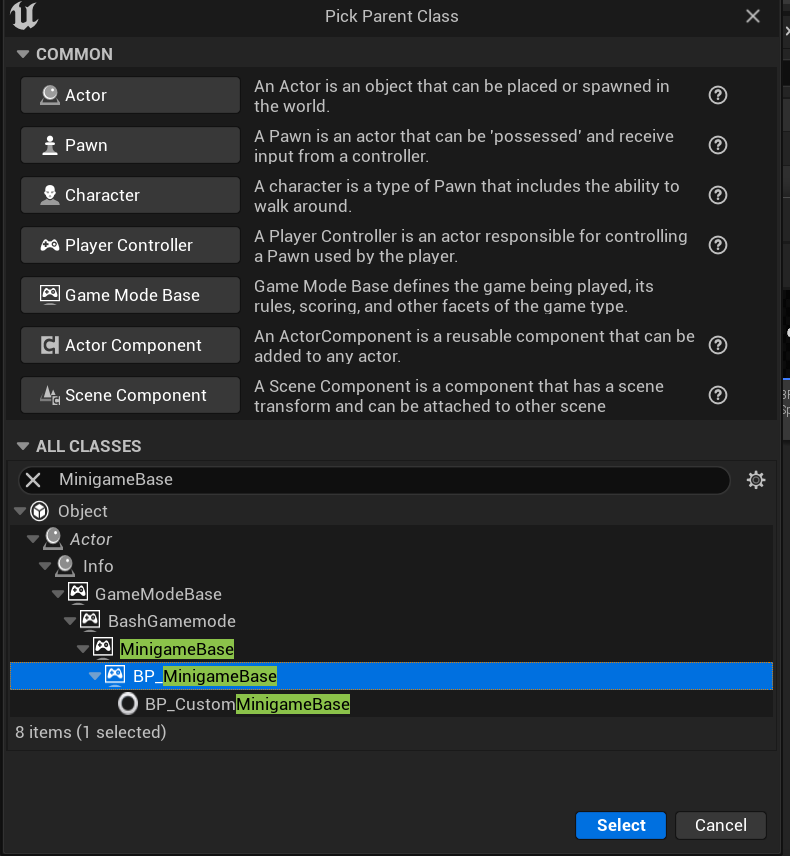 Pick Parent Class
COMMON
Actor
An Actor is an object that can be placed or spawned in
the world.
Pawn
A Pawn is an actor that can be 'possessed' and receive
input from a controller.
Character
A character is a type of Pawn that includes the ability to
walk around.
Player Controller
A Player Controller is an actor responsible for controlling
a Pawn used by the player.
Game Mode Base
Game Mode Base defines the game being played, its
rules, scoring, and other facets of the game type.
Actor Component
An ActorComponent is a reusable component that can be
added to any actor.
Scene Component
A Scene Component is a component that has a scene
transform and can be attached to other scene
ALL CLASSES
MinigameBase
Object
Actor
Info
GameModeBase
BashGamemode
MinigameBase
BP_MinigameBase
BP_CustomMinigameBase
8 items (1 selected)
Select
Cancel